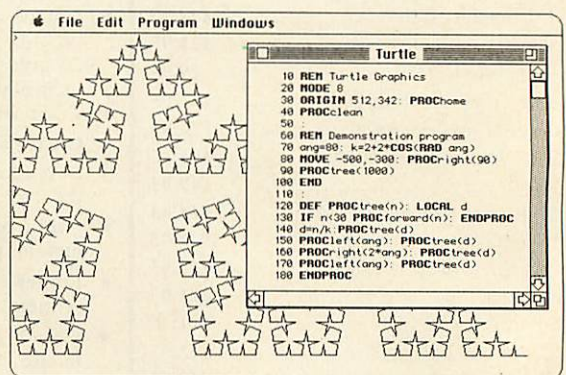 File Edit Program Windows
Turtle
10 REM Turtle Graphics
20 MODE 8
30 ORIGIN 512,342: PROChome
40 PROCclean
50 :
60 REM Demonstration program
70 ang=80: k=2+2*COS(RAD ang)
80 MOVE -500,-300: PROCright(90)
90 PROCtree(1000)
100 END
110 :
120 DEF PROCtree(n): LOCAL d
130 IF n<30 PROCforward(n): ENDPROC
140 d=n/k:PROCtree(d)
150 PROCleft(ang): PROCtree(d)
160 PROCright(2*ang): PROCtree(d)
170 PROCleft(ang): PROCtree(d)
180 ENDPROC